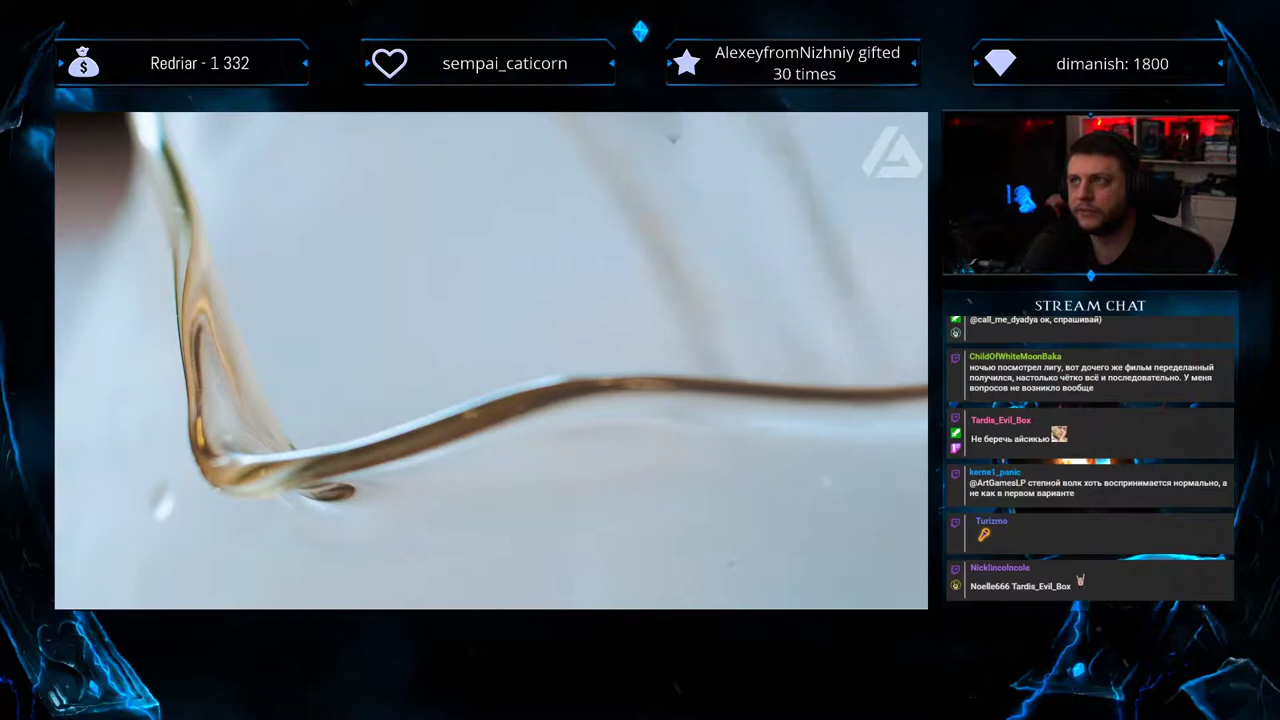 Redriar - 1 332
sempai_caticorn
AlexeyfromNizhniy gifted
30 times
dimanish: 1800
STREAM CHAT
@call_me_dyadya ок, спрашивай)
ChildOfWhiteMoonBaka
ночью посмотрел лигу, вот дочего же фильм переделанный
получился, настолько чётко всё и последовательно. У меня
вопросов не возникло вообще
Tardis_Evil_Box
Не беречь айсикью
kerne1_panic
@ArtGamesLP степной волк хоть воспринимается нормально, а
не как в первом варианте
Turizmo
Nicklincolncole
Noelle666 Tardis_Evil_Box